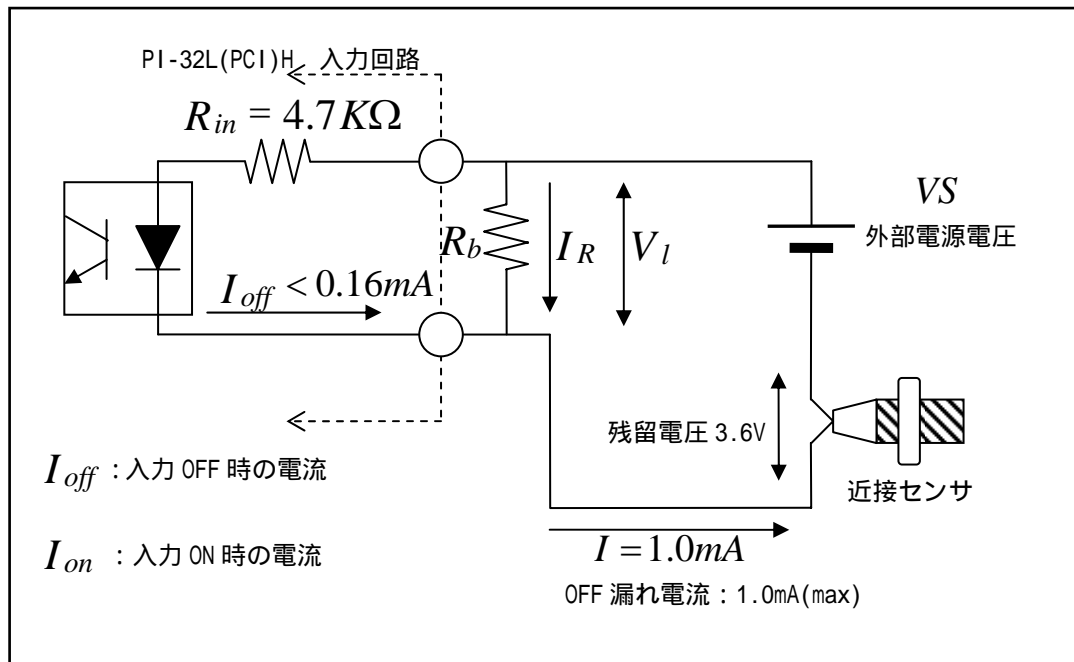 PI-32L(PCI)H 入力回路
R_in = 4.7KΩ
VS
外部電源電圧
R_b
I_R
V_l
I_off < 0.16mA
残留電圧 3.6V
近接センサ
I_off : 入力 OFF 時の電流
I = 1.0mA
I_on : 入力 ON 時の電流
OFF 漏れ電流 : 1.0mA(max)